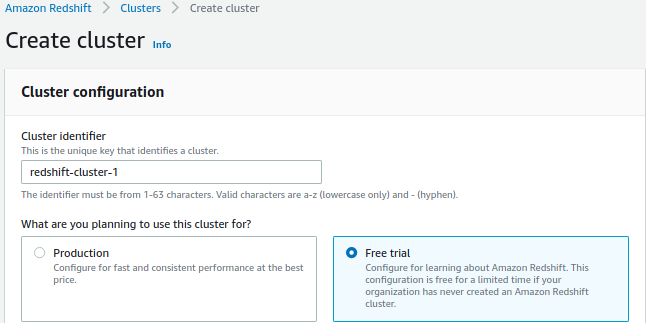 Amazon Redshift > Clusters > Create cluster
Create cluster Info
Cluster configuration
Cluster identifier
This is the unique key that identifies a cluster.
redshift-cluster-1
The identifier must be from 1-63 characters. Valid characters are a-z (lowercase only) and - (hyphen).
What are you planning to use this cluster for?
Production
Configure for fast and consistent performance at the best
price.
Free trial
Configure for learning about Amazon Redshift. This
configuration is free for a limited time if your
organization has never created an Amazon Redshift
cluster.